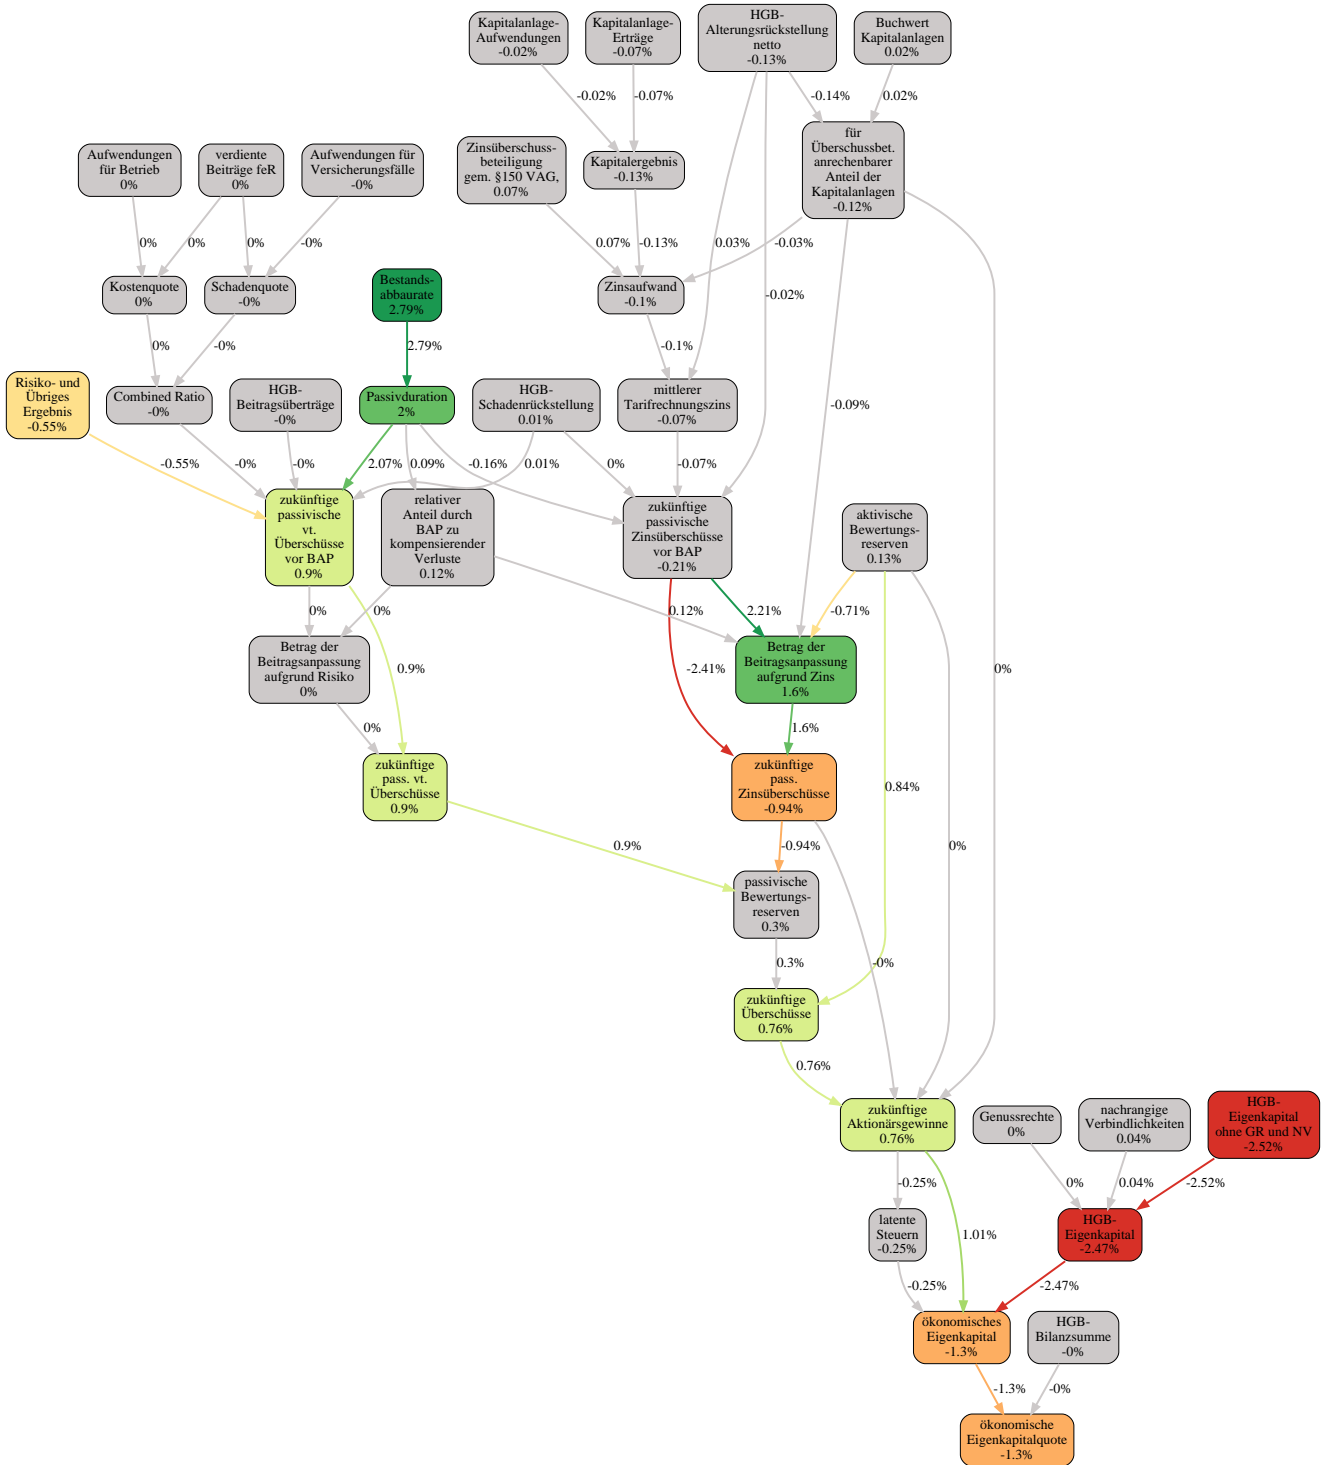 Kapitalanlage-
Aufwendungen
-0.02%
Kapitalanlage-
Erträge
-0.07%
HGB-
Alterungsrückstellung
netto
-0.13%
Buchwert
Kapitalanlagen
0.02%
-0.02%
-0.07%
-0.14%
0.02%
Aufwendungen
für Betrieb
0%
verdiente
Beiträge feR
0%
Aufwendungen für
Versicherungsfälle
-0%
Zinsüberschuss-
beteiligung
gem. §150 VAG,
0.07%
Kapitalergebnis
-0.13%
für
Überschussbet.
anrechenbarer
Anteil der
Kapitalanlagen
-0.12%
0%
0%
0%
-0%
0.07%
-0.13%
0.03%
-0.03%
Kostenquote
0%
Schadenquote
-0%
Bestands-
abbaurate
2.79%
Zinsaufwand
-0.1%
-0.02%
0%
-0%
2.79%
-0.1%
Risiko- und
Übriges
Ergebnis
-0.55%
Combined Ratio
-0%
HGB-
Beitragsüberträge
-0%
Passivduration
2%
HGB-
Schadenrückstellung
0.01%
mittlerer
Tarifrechnungszins
-0.07%
-0.09%
-0.55%
-0%
-0%
2.07%
0.09%
-0.16%
0.01%
0%
-0.07%
zukünftige
passivische
vt.
Überschüsse
vor BAP
0.9%
relativer
Anteil durch
BAP zu
kompensierender
Verluste
0.12%
zukünftige
passivische
Zinsüberschüsse
vor BAP
-0.21%
aktivische
Bewertungs-
reserven
0.13%
0%
0%
0.12%
2.21%
-0.71%
Betrag der
Beitragsanpassung
aufgrund Risiko
0%
0.9%
-2.41%
Betrag der
Beitragsanpassung
aufgrund Zins
1.6%
0%
0%
1.6%
zukünftige
pass. vt.
Überschüsse
0.9%
zukünftige
pass.
Zinsüberschüsse
-0.94%
0.84%
0.9%
-0.94%
0%
passivische
Bewertungs-
reserven
0.3%
0.3%
-0%
zukünftige
Überschüsse
0.76%
0.76%
zukünftige
Aktionärsgewinne
0.76%
Genussrechte
0%
nachrangige
Verbindlichkeiten
0.04%
HGB-
Eigenkapital
ohne GR und NV
-2.52%
-0.25%
0%
0.04%
-2.52%
latente
Steuern
-0.25%
1.01%
HGB-
Eigenkapital
-2.47%
-0.25%
-2.47%
ökonomisches
Eigenkapital
-1.3%
HGB-
Bilanzsumme
-0%
-1.3%
-0%
ökonomische
Eigenkapitalquote
-1.3%